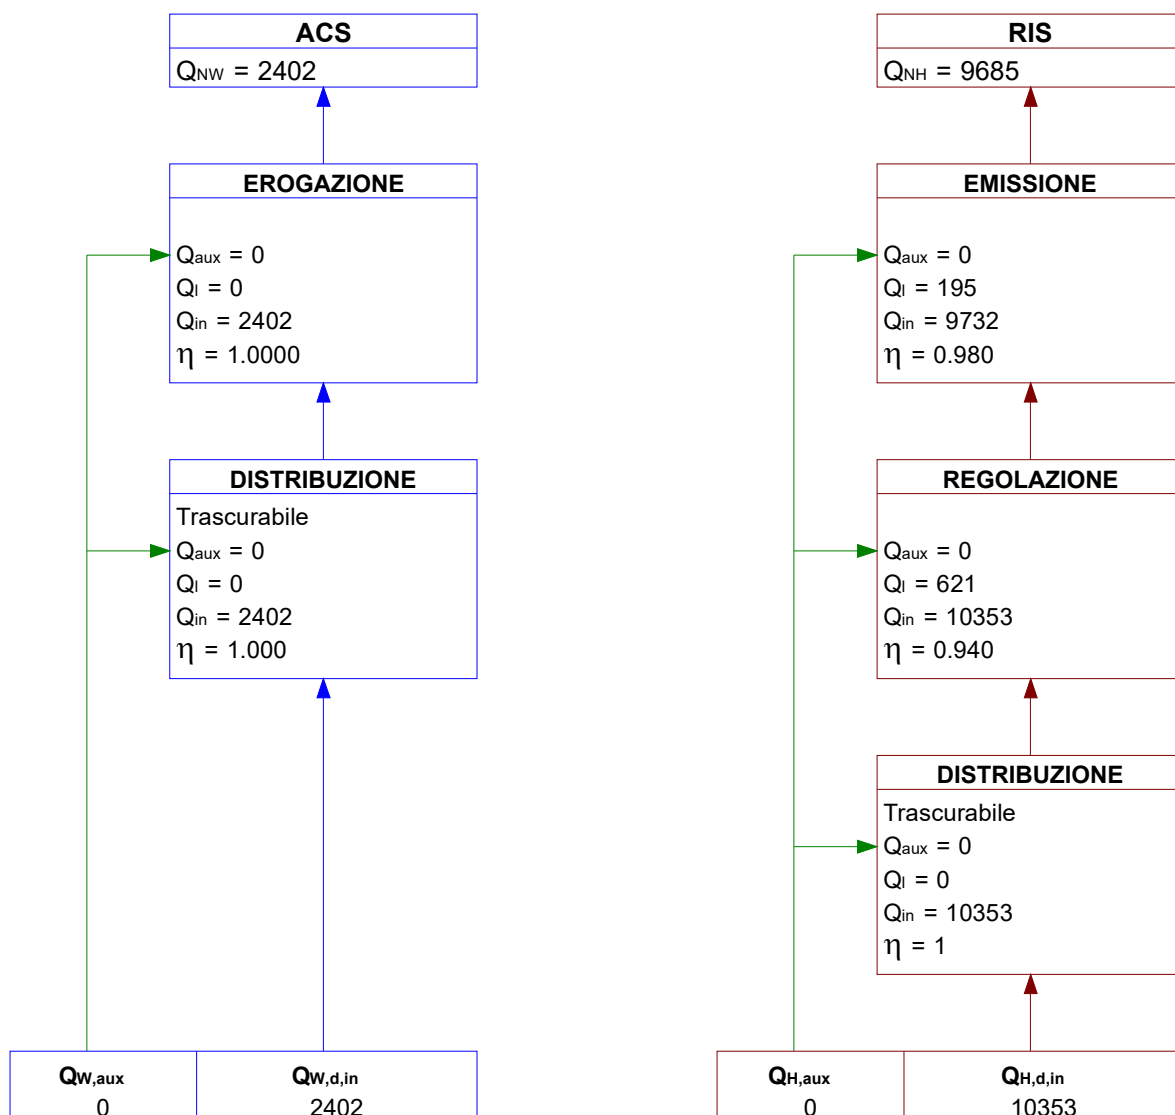 ACS
QNW = 2402
EROGAZIONE
Qaux = 0
Ql = 0
Qin = 2402
η = 1.0000
DISTRIBUZIONE
Trascurabile
Qaux = 0
Ql = 0
Qin = 2402
η = 1.000
QW,aux
0
QW,d,in
2402
RIS
QNH = 9685
EMISSIONE
Qaux = 0
Ql = 195
Qin = 9732
η = 0.980
REGOLAZIONE
Qaux = 0
Ql = 621
Qin = 10353
η = 0.940
DISTRIBUZIONE
Trascurabile
Qaux = 0
Ql = 0
Qin = 10353
η = 1
QH,aux
0
QH,d,in
10353